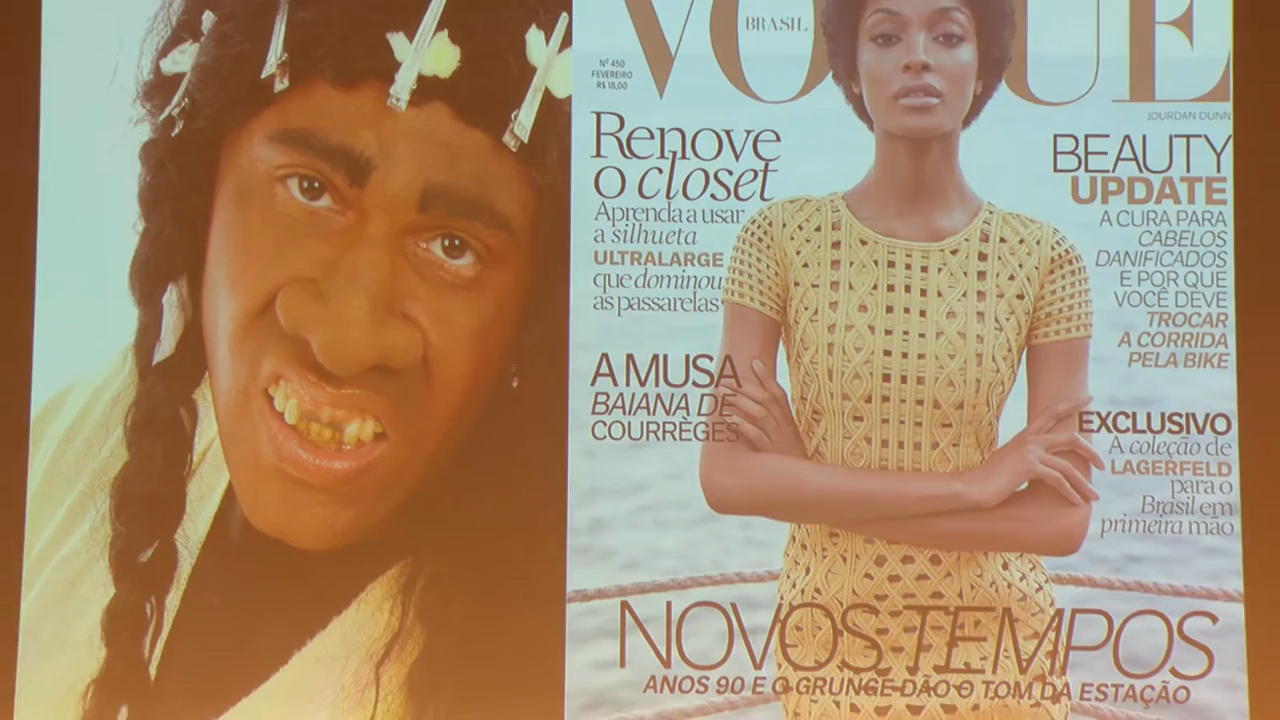 VOGUE
BRASIL
Nº 450
FEVEREIRO
R$ 18,00
JOURDAN DUNN
Renove
o closet
Aprenda a usar
a silhueta
ULTRALARGE
que dominou
as passarelas
A MUSA
BAIANA DE
COURRÈGES
BEAUTY
UPDATE
A CURA PARA
CABELOS
DANIFICADOS
E POR QUE
VOCÊ DEVE
TROCAR
A CORRIDA
PELA BIKE
EXCLUSIVO
A coleção de
LAGERFELD
para o
Brasil em
primeira mão
NOVOS TEMPOS
ANOS 90 E O GRUNGE DÃO O TOM DA ESTAÇÃO